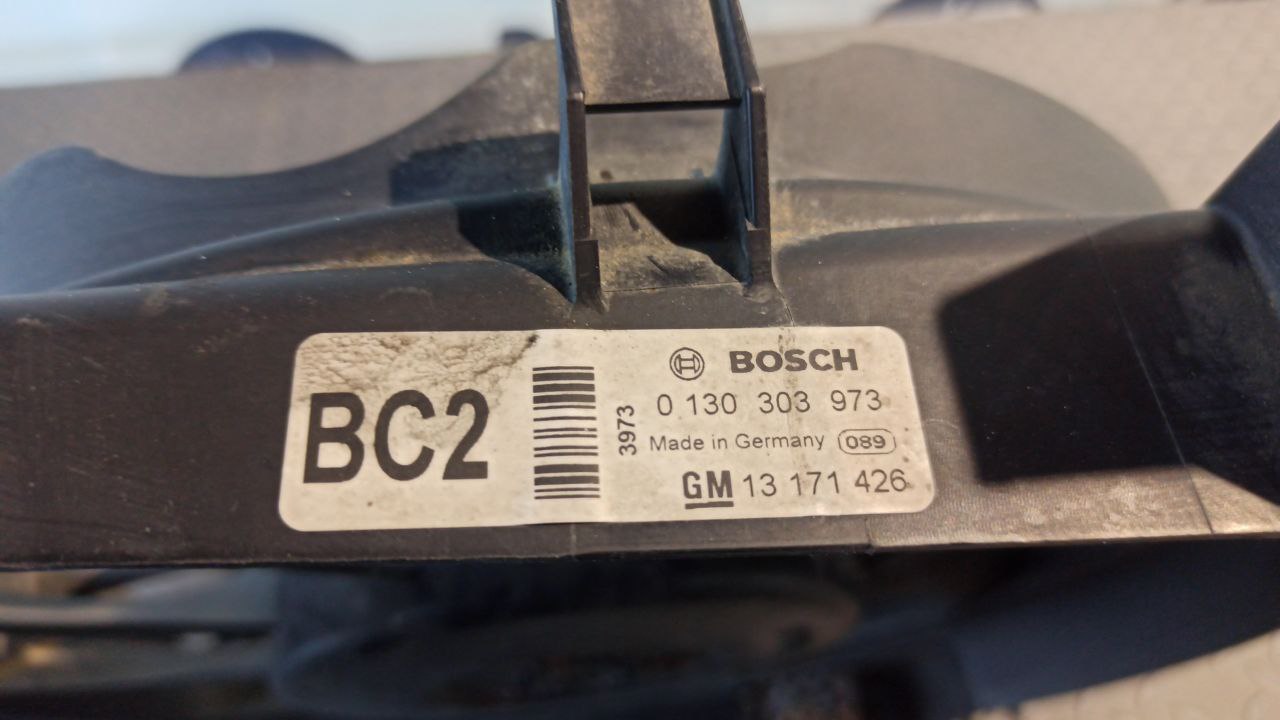 BC2
3973
BOSCH
0 130 303 973
Made in Germany 089
GM 13 171 426